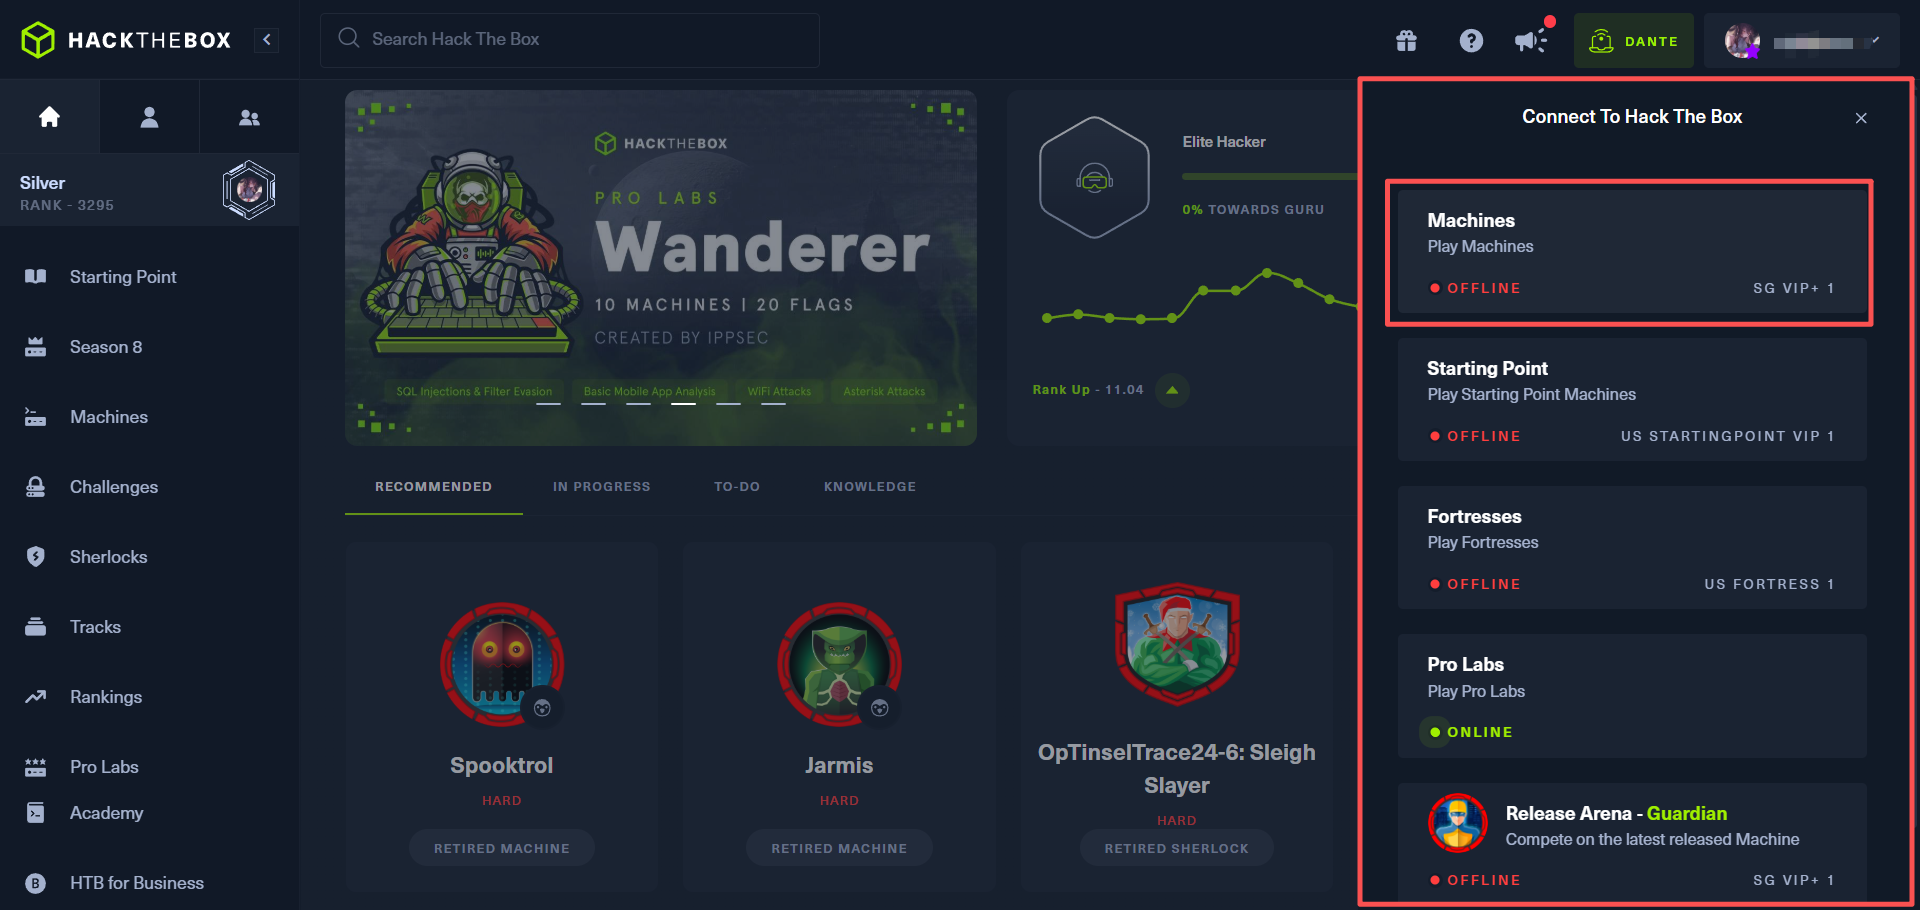 HACKTHEBOX
Search Hack The Box
DANTE
Silver
RANK - 3295
Starting Point
Season 8
Machines
Challenges
Sherlocks
Tracks
Rankings
Pro Labs
Academy
B
HTB for Business
HACKTHEBOX
PRO LABS
Wanderer
10 MACHINES | 20 FLAGS
CREATED BY IPPSEC
SQL Injections & Filter Evasion
Basic Mobile App Analysis
WiFi Attacks
Asterisk Attacks
Elite Hacker
0% TOWARDS GURU
Rank Up - 11.04
RECOMMENDED
IN PROGRESS
TO-DO
KNOWLEDGE
Spooktrol
HARD
RETIRED MACHINE
Jarmis
HARD
RETIRED MACHINE
OpTinselTrace24-6: Sleigh
Slayer
HARD
RETIRED SHERLOCK
Connect To Hack The Box
Machines
Play Machines
OFFLINE
SG VIP+ 1
Starting Point
Play Starting Point Machines
OFFLINE
US STARTINGPOINT VIP 1
Fortresses
Play Fortresses
OFFLINE
US FORTRESS 1
Pro Labs
Play Pro Labs
ONLINE
Release Arena - Guardian
Compete on the latest released Machine
OFFLINE
SG VIP+ 1